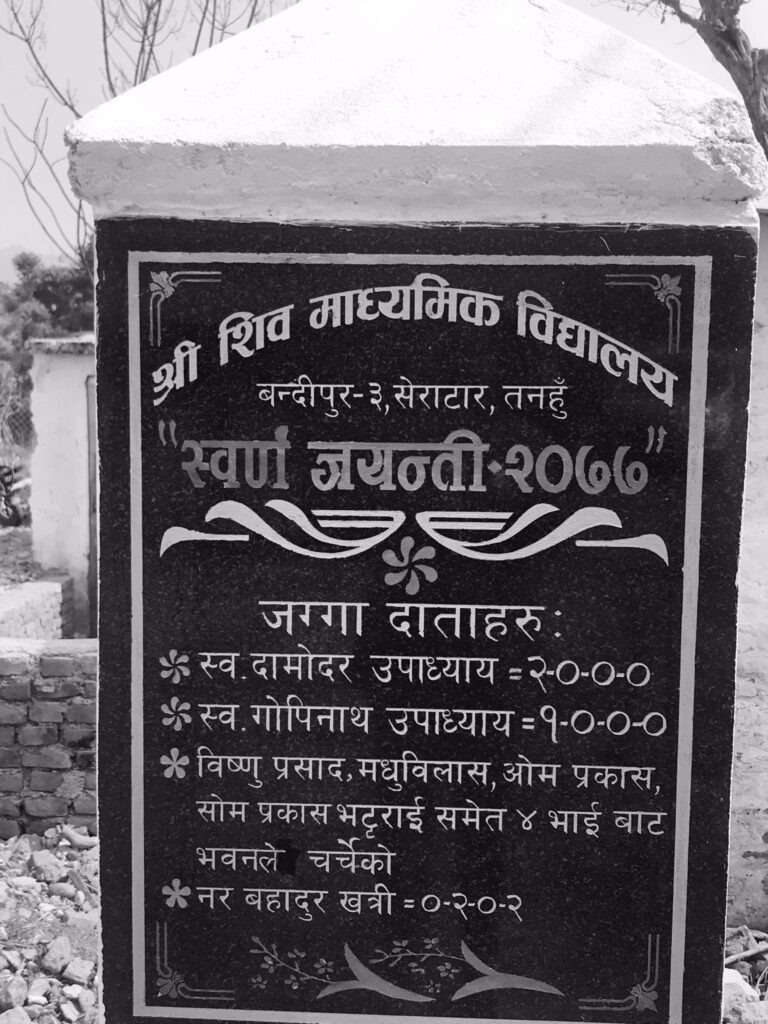 श्री शिव माध्यमिक विद्यालय
बन्दीपुर-३, सेराटार, तनहुँ
"स्वर्ण जयन्ती-२०७७"
जग्गा दाताहरु:
स्व. दामोदर उपाध्याय = २-०-०-०
स्व. गोपिनाथ उपाध्याय = १-०-०-०
विष्णु प्रसाद, मधुविलास, ओम प्रकास,
सोम प्रकास भट्टराई समेत ४ भाई बाट
भवनले चर्चेको
नर बहादुर खत्री = ०-२-०-२